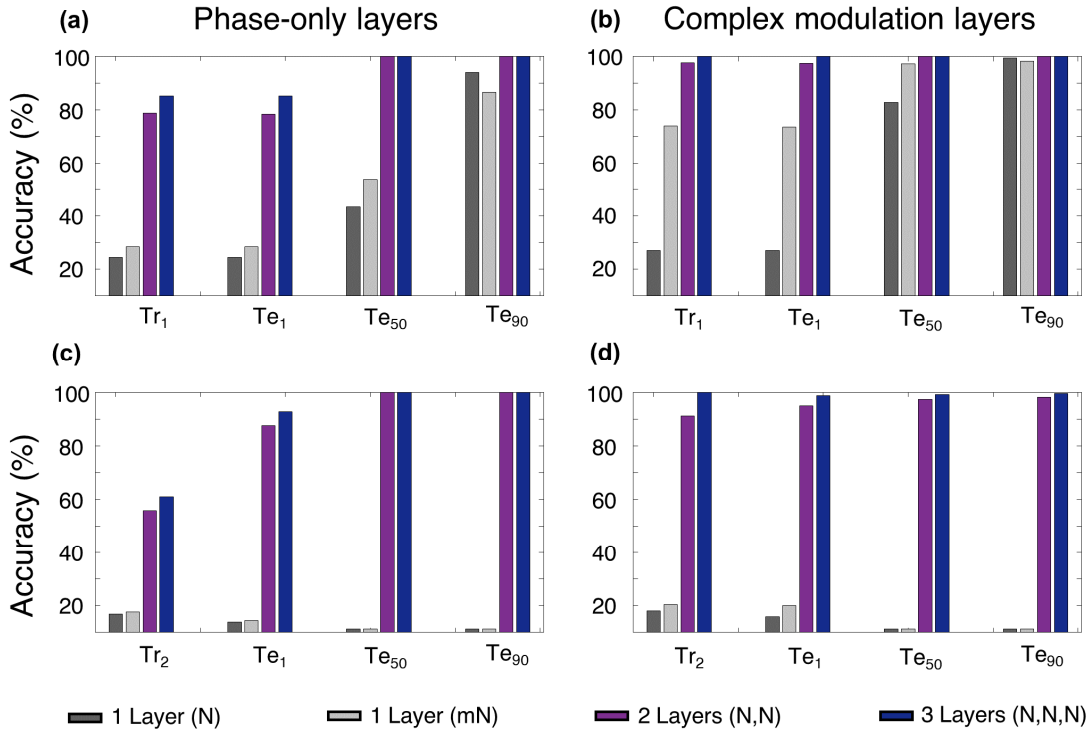 (a) Phase-only layers
(b) Complex modulation layers
Accuracy (%)
100
80
60
40
20
Tr₁ Te₁ Te₅₀ Te₉₀
Accuracy (%)
100
80
60
40
20
Tr₁ Te₁ Te₅₀ Te₉₀
(c)
(d)
Accuracy (%)
100
80
60
40
20
Tr₂ Te₁ Te₅₀ Te₉₀
Accuracy (%)
100
80
60
40
20
Tr₂ Te₁ Te₅₀ Te₉₀
1 Layer (N) 1 Layer (mN) 2 Layers (N,N) 3 Layers (N,N,N)